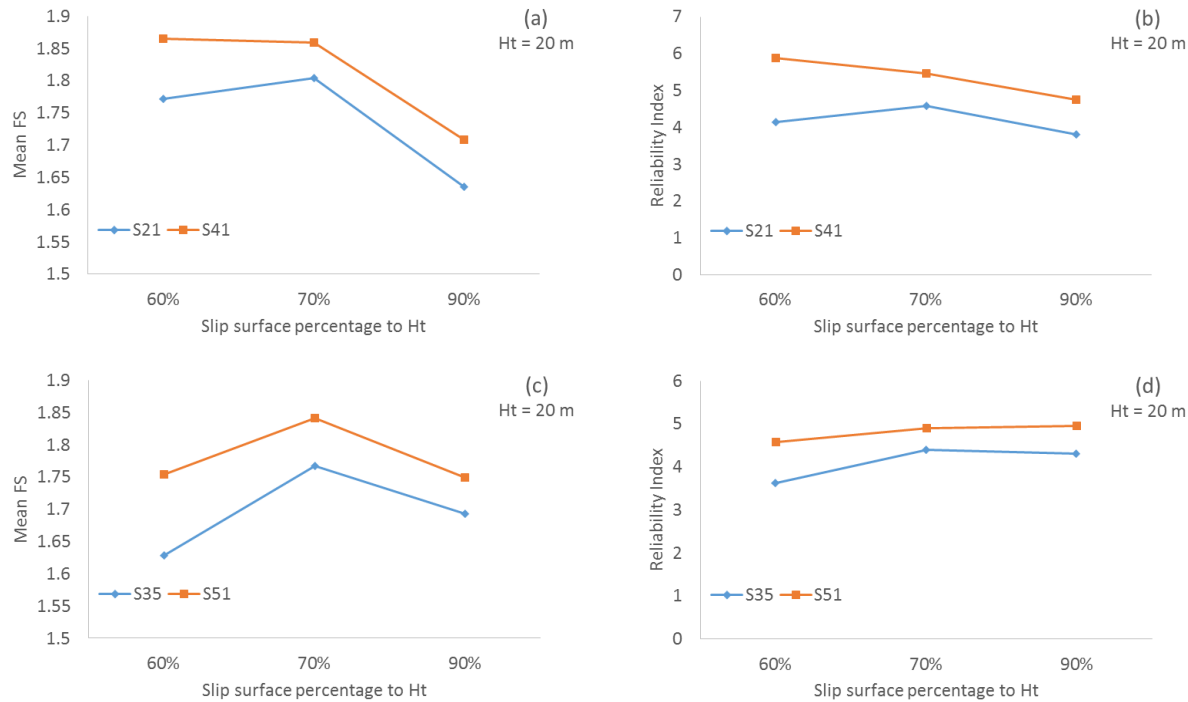 (a)
Ht = 20 m
1.9
1.85
1.8
1.75
1.7
1.65
1.6
1.55
1.5
Mean FS
S21 S41
60% 70% 90%
Slip surface percentage to Ht
(b)
Ht = 20 m
7
6
5
4
3
2
1
0
Reliability Index
S21 S41
60% 70% 90%
Slip surface percentage to Ht
(c)
Ht = 20 m
1.9
1.85
1.8
1.75
1.7
1.65
1.6
1.55
1.5
Mean FS
S35 S51
60% 70% 90%
Slip surface percentage to Ht
(d)
Ht = 20 m
6
5
4
3
2
1
0
Reliability Index
S35 S51
60% 70% 90%
Slip surface percentage to Ht